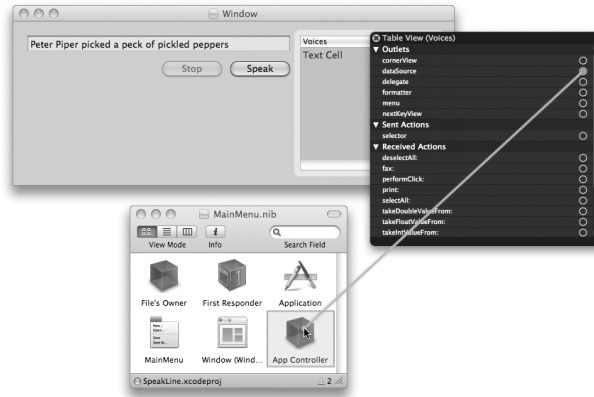 Window
Peter Piper picked a peck of pickled peppers
Stop
Speak
Voices
Text Cell
Table View (Voices)
Outlets
cornerView
dataSource
delegate
formatter
menu
nextKeyView
Sent Actions
selector
Received Actions
deselectAll:
fax:
performClick:
print:
selectAll:
takeDoubleValueFrom:
takeFloatValueFrom:
takeIntValueFrom:
MainMenu.nib
View Mode
Info
Search Field
File's Owner
First Responder
Application
MainMenu
Window (Wind...
App Controller
SpeakLine.xcodeproj
2